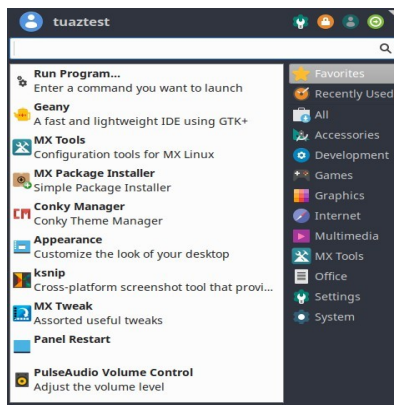 tuaztest
Run Program...
Enter a command you want to launch
Geany
A fast and lightweight IDE using GTK+
MX Tools
Configuration tools for MX Linux
MX Package Installer
Simple Package Installer
Conky Manager
Conky Theme Manager
Appearance
Customize the look of your desktop
ksnip
Cross-platform screenshot tool that provi...
MX Tweak
Assorted useful tweaks
Panel Restart
PulseAudio Volume Control
Adjust the volume level
Favorites
Recently Used
All
Accessories
Development
Games
Graphics
Internet
Multimedia
MX Tools
Office
Settings
System